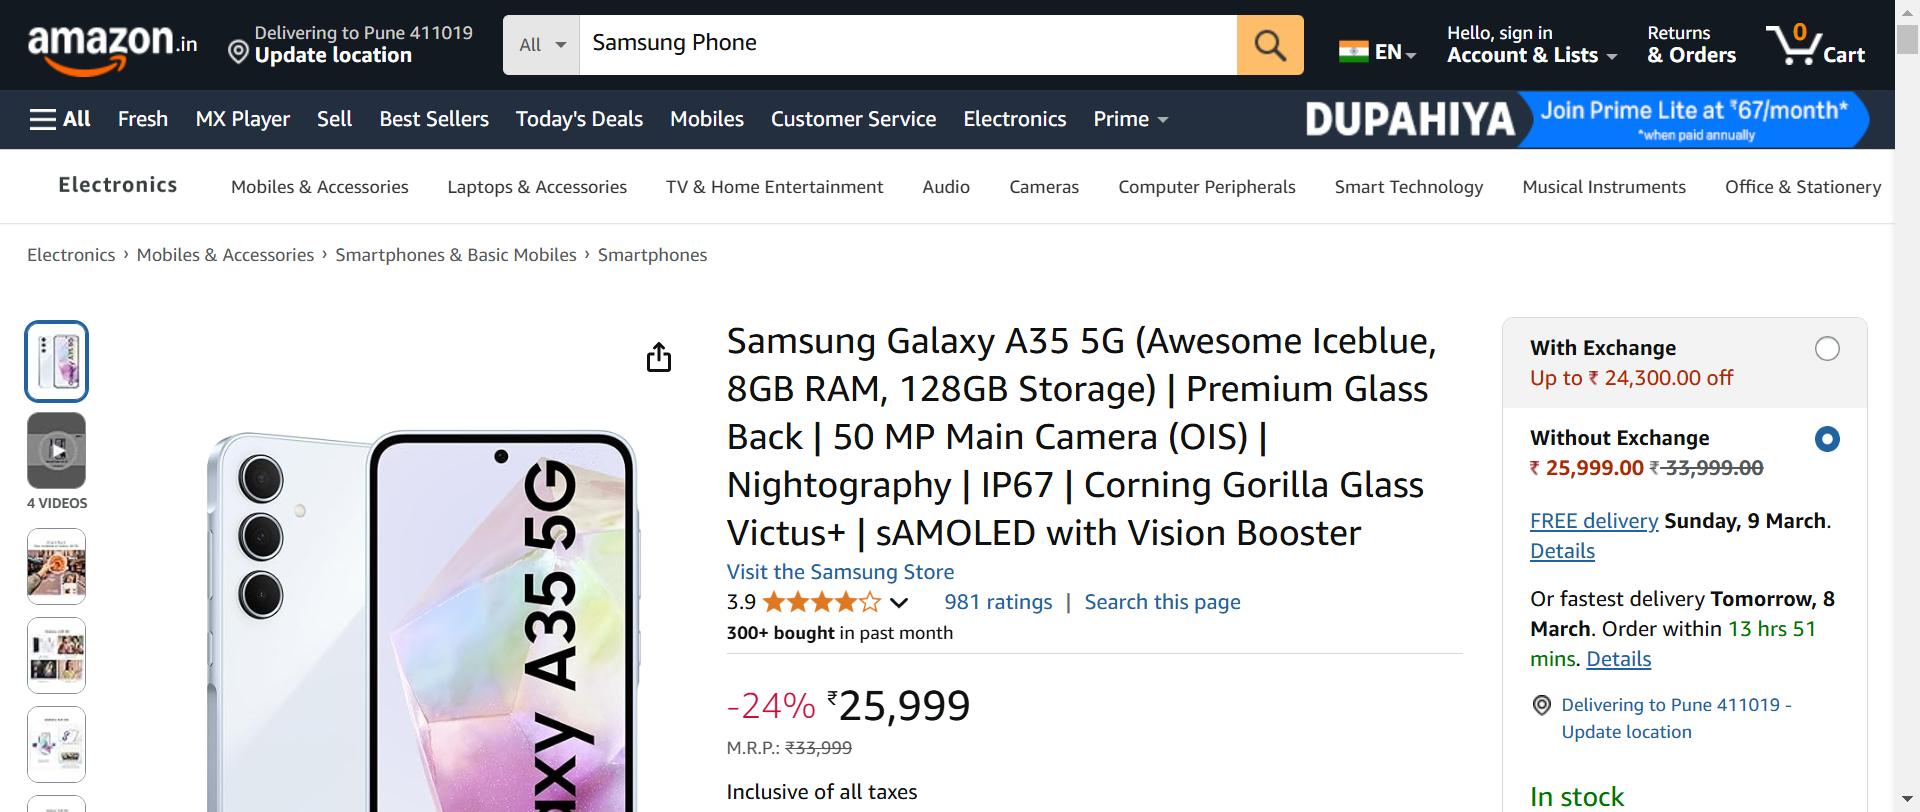 amazon.in
Delivering to Pune 411019
Update location
All
Samsung Phone
EN
Hello, sign in
Account & Lists
Returns
& Orders
0
Cart
All
Fresh
MX Player
Sell
Best Sellers
Today's Deals
Mobiles
Customer Service
Electronics
Prime
DUPAHIYA
Join Prime Lite at ₹67/month*
*when paid annually
Electronics
Mobiles & Accessories
Laptops & Accessories
TV & Home Entertainment
Audio
Cameras
Computer Peripherals
Smart Technology
Musical Instruments
Office & Stationery
Electronics › Mobiles & Accessories › Smartphones & Basic Mobiles › Smartphones
4 VIDEOS
axy A35 5G
Samsung Galaxy A35 5G (Awesome Iceblue,
8GB RAM, 128GB Storage) | Premium Glass
Back | 50 MP Main Camera (OIS) |
Nightography | IP67 | Corning Gorilla Glass
Victus+ | sAMOLED with Vision Booster
Visit the Samsung Store
3.9
981 ratings | Search this page
300+ bought in past month
-24% ₹25,999
M.R.P.: ₹33,999
Inclusive of all taxes
With Exchange
Up to ₹ 24,300.00 off
Without Exchange
₹ 25,999.00 ₹ 33,999.00
FREE delivery Sunday, 9 March.
Details
Or fastest delivery Tomorrow, 8
March. Order within 13 hrs 51
mins. Details
Delivering to Pune 411019 -
Update location
In stock